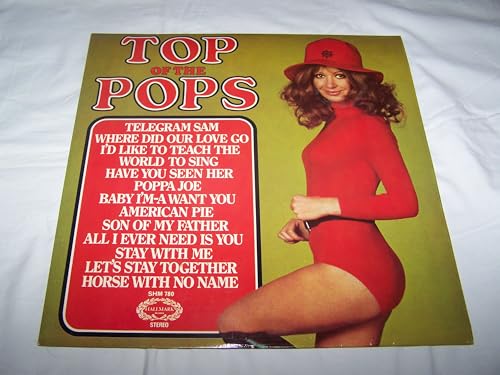 TOP
OF THE
POPS
TELEGRAM SAM
WHERE DID OUR LOVE GO
I'D LIKE TO TEACH THE
WORLD TO SING
HAVE YOU SEEN HER
POPPA JOE
BABY I'M-A WANT YOU
AMERICAN PIE
SON OF MY FATHER
ALL I EVER NEED IS YOU
STAY WITH ME
LET'S STAY TOGETHER
HORSE WITH NO NAME
SHM 780
HALLMARK
STEREO